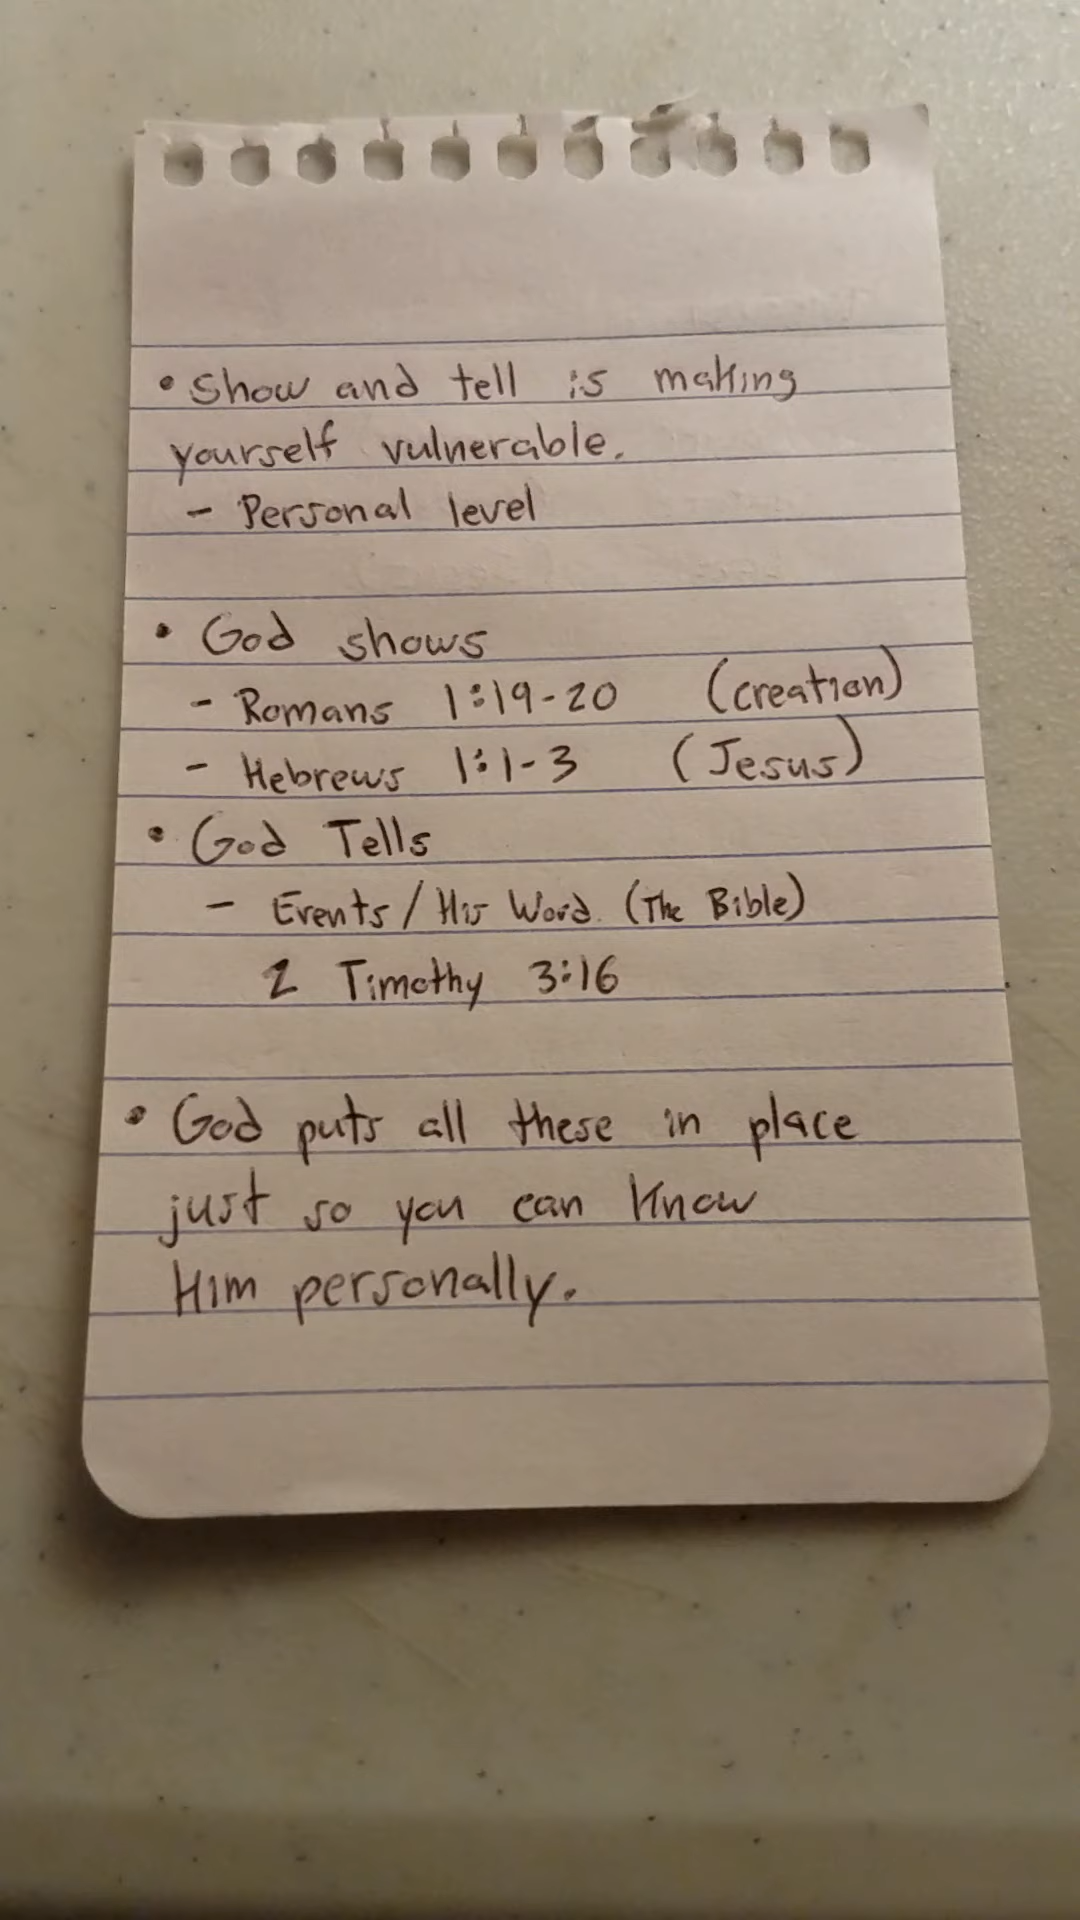 • Show and tell is making
yourself vulnerable.
- Personal level
• God shows
- Romans 1:19-20 (creation)
- Hebrews 1:1-3 (Jesus)
• God Tells
- Events/His Word. (The Bible)
2 Timothy 3:16
• God puts all these in place
just so you can know
Him personally.